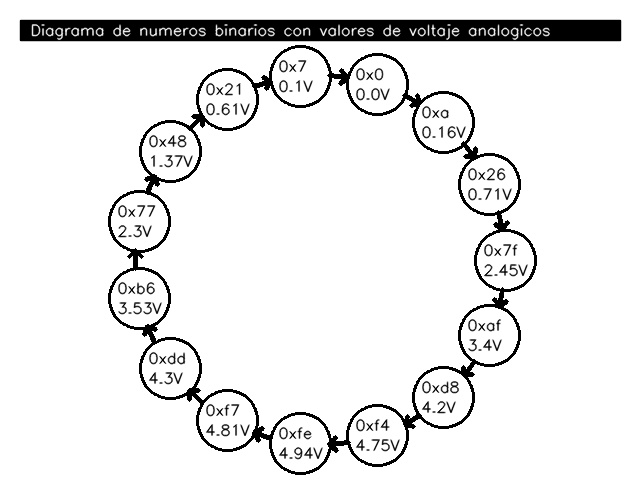 Diagrama de numeros binarios con valores de voltaje analogicos
0x7
0.1V
0x0
0.0V
0xa
0.16V
0x26
0.71V
0x7f
2.45V
0xaf
3.4V
0xd8
4.2V
0xf4
4.75V
0xfe
4.94V
0xf7
4.81V
0xdd
4.3V
0xb6
3.53V
0x77
2.3V
0x48
1.37V
0x21
0.61V